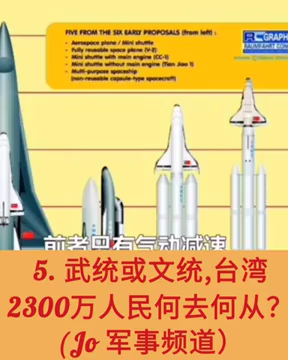 FIVE FROM THE SIX EARLY PROPOSALS (from left) :
- Aerospace plane / Mini shuttle
- Fully reusable space plane (V-2)
- Mini shuttle with main engine (CC-1)
- Mini shuttle without main engine (Tian Jiao 1)
- Multi-purpose spaceship
(non-reusable capsule-type spacecraft)
GRAPH
前者只有气动减速
5. 武统或文统,台湾
2300万人民何去何从?
(Jo 军事频道)